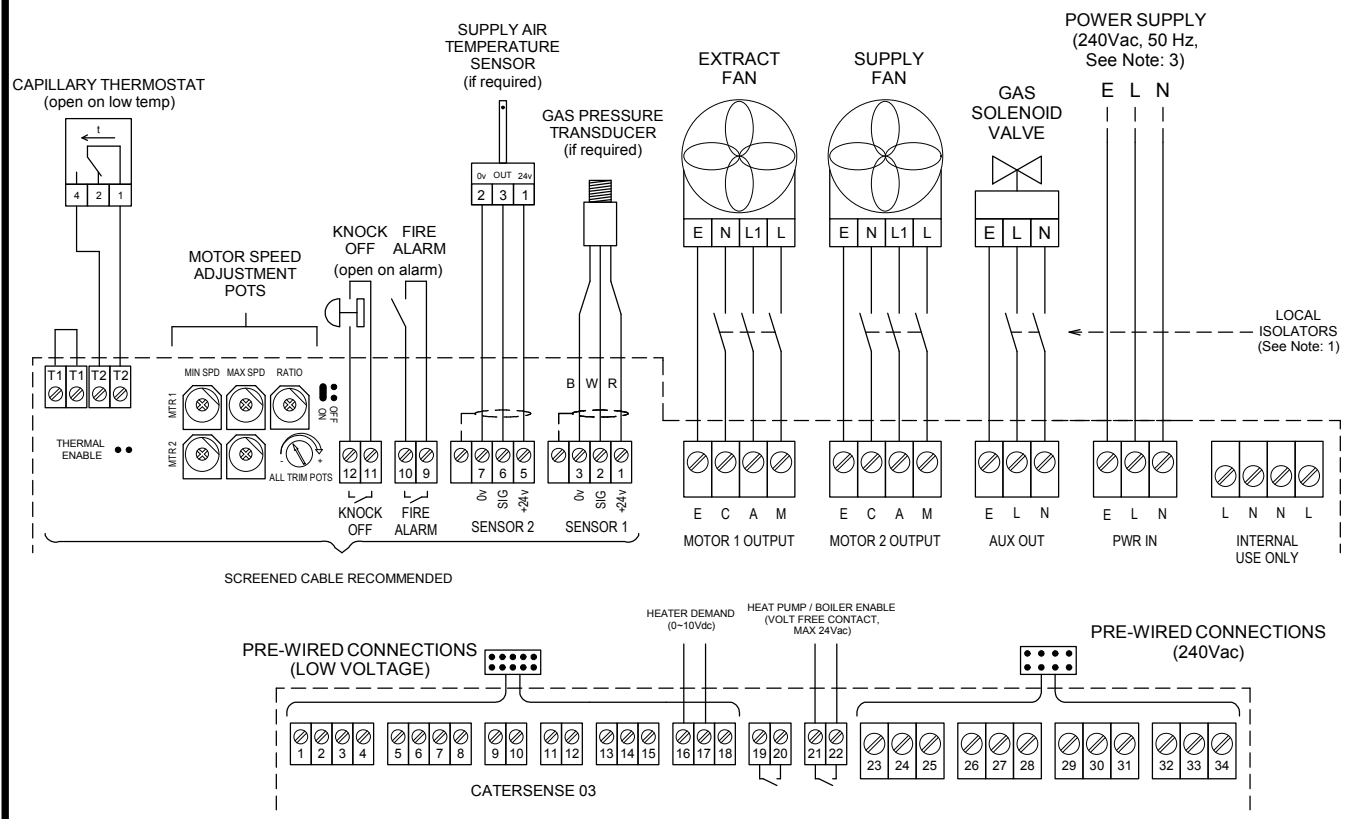 POWER SUPPLY
(240Vac, 50 Hz,
See Note: 3)
E L N
SUPPLY AIR
TEMPERATURE
SENSOR
(if required)
EXTRACT
FAN
SUPPLY
FAN
GAS
SOLENOID
VALVE
CAPILLARY THERMOSTAT
(open on low temp)
GAS PRESSURE
TRANSDUCER
(if required)
t
4 2 1
0v OUT 24v
2 3 1
E N L1 L
E N L1 L
E L N
KNOCK
OFF
FIRE
ALARM
(open on alarm)
MOTOR SPEED
ADJUSTMENT
POTS
LOCAL
ISOLATORS
(See Note: 1)
T1 T1 T2 T2
MIN SPD MAX SPD RATIO
MTR 1
ON
OFF
B W R
THERMAL
ENABLE
MTR 2
- +
ALL TRIM POTS
12 11
10 9
7 6 5
3 2 1
KNOCK
OFF
FIRE
ALARM
0v SIG +24v
SENSOR 2
0v SIG +24v
SENSOR 1
E C A M
MOTOR 1 OUTPUT
E C A M
MOTOR 2 OUTPUT
E L N
AUX OUT
E L N
PWR IN
L N N L
INTERNAL
USE ONLY
SCREENED CABLE RECOMMENDED
HEATER DEMAND
(0~10Vdc)
HEAT PUMP / BOILER ENABLE
(VOLT FREE CONTACT,
MAX 24Vac)
PRE-WIRED CONNECTIONS
(LOW VOLTAGE)
PRE-WIRED CONNECTIONS
(240Vac)
1 2 3 4 5 6 7 8 9 10 11 12 13 14 15 16 17 18 19 20 21 22 23 24 25 26 27 28 29 30 31 32 33 34
CATERSENSE 03